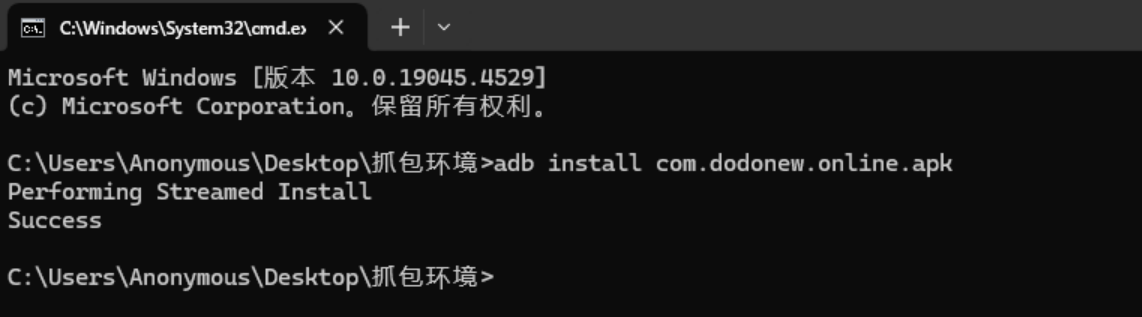 C:\Windows\System32\cmd.ex
Microsoft Windows [版本 10.0.19045.4529]
(c) Microsoft Corporation。保留所有权利。
C:\Users\Anonymous\Desktop\抓包环境>adb install com.dodonew.online.apk
Performing Streamed Install
Success
C:\Users\Anonymous\Desktop\抓包环境>